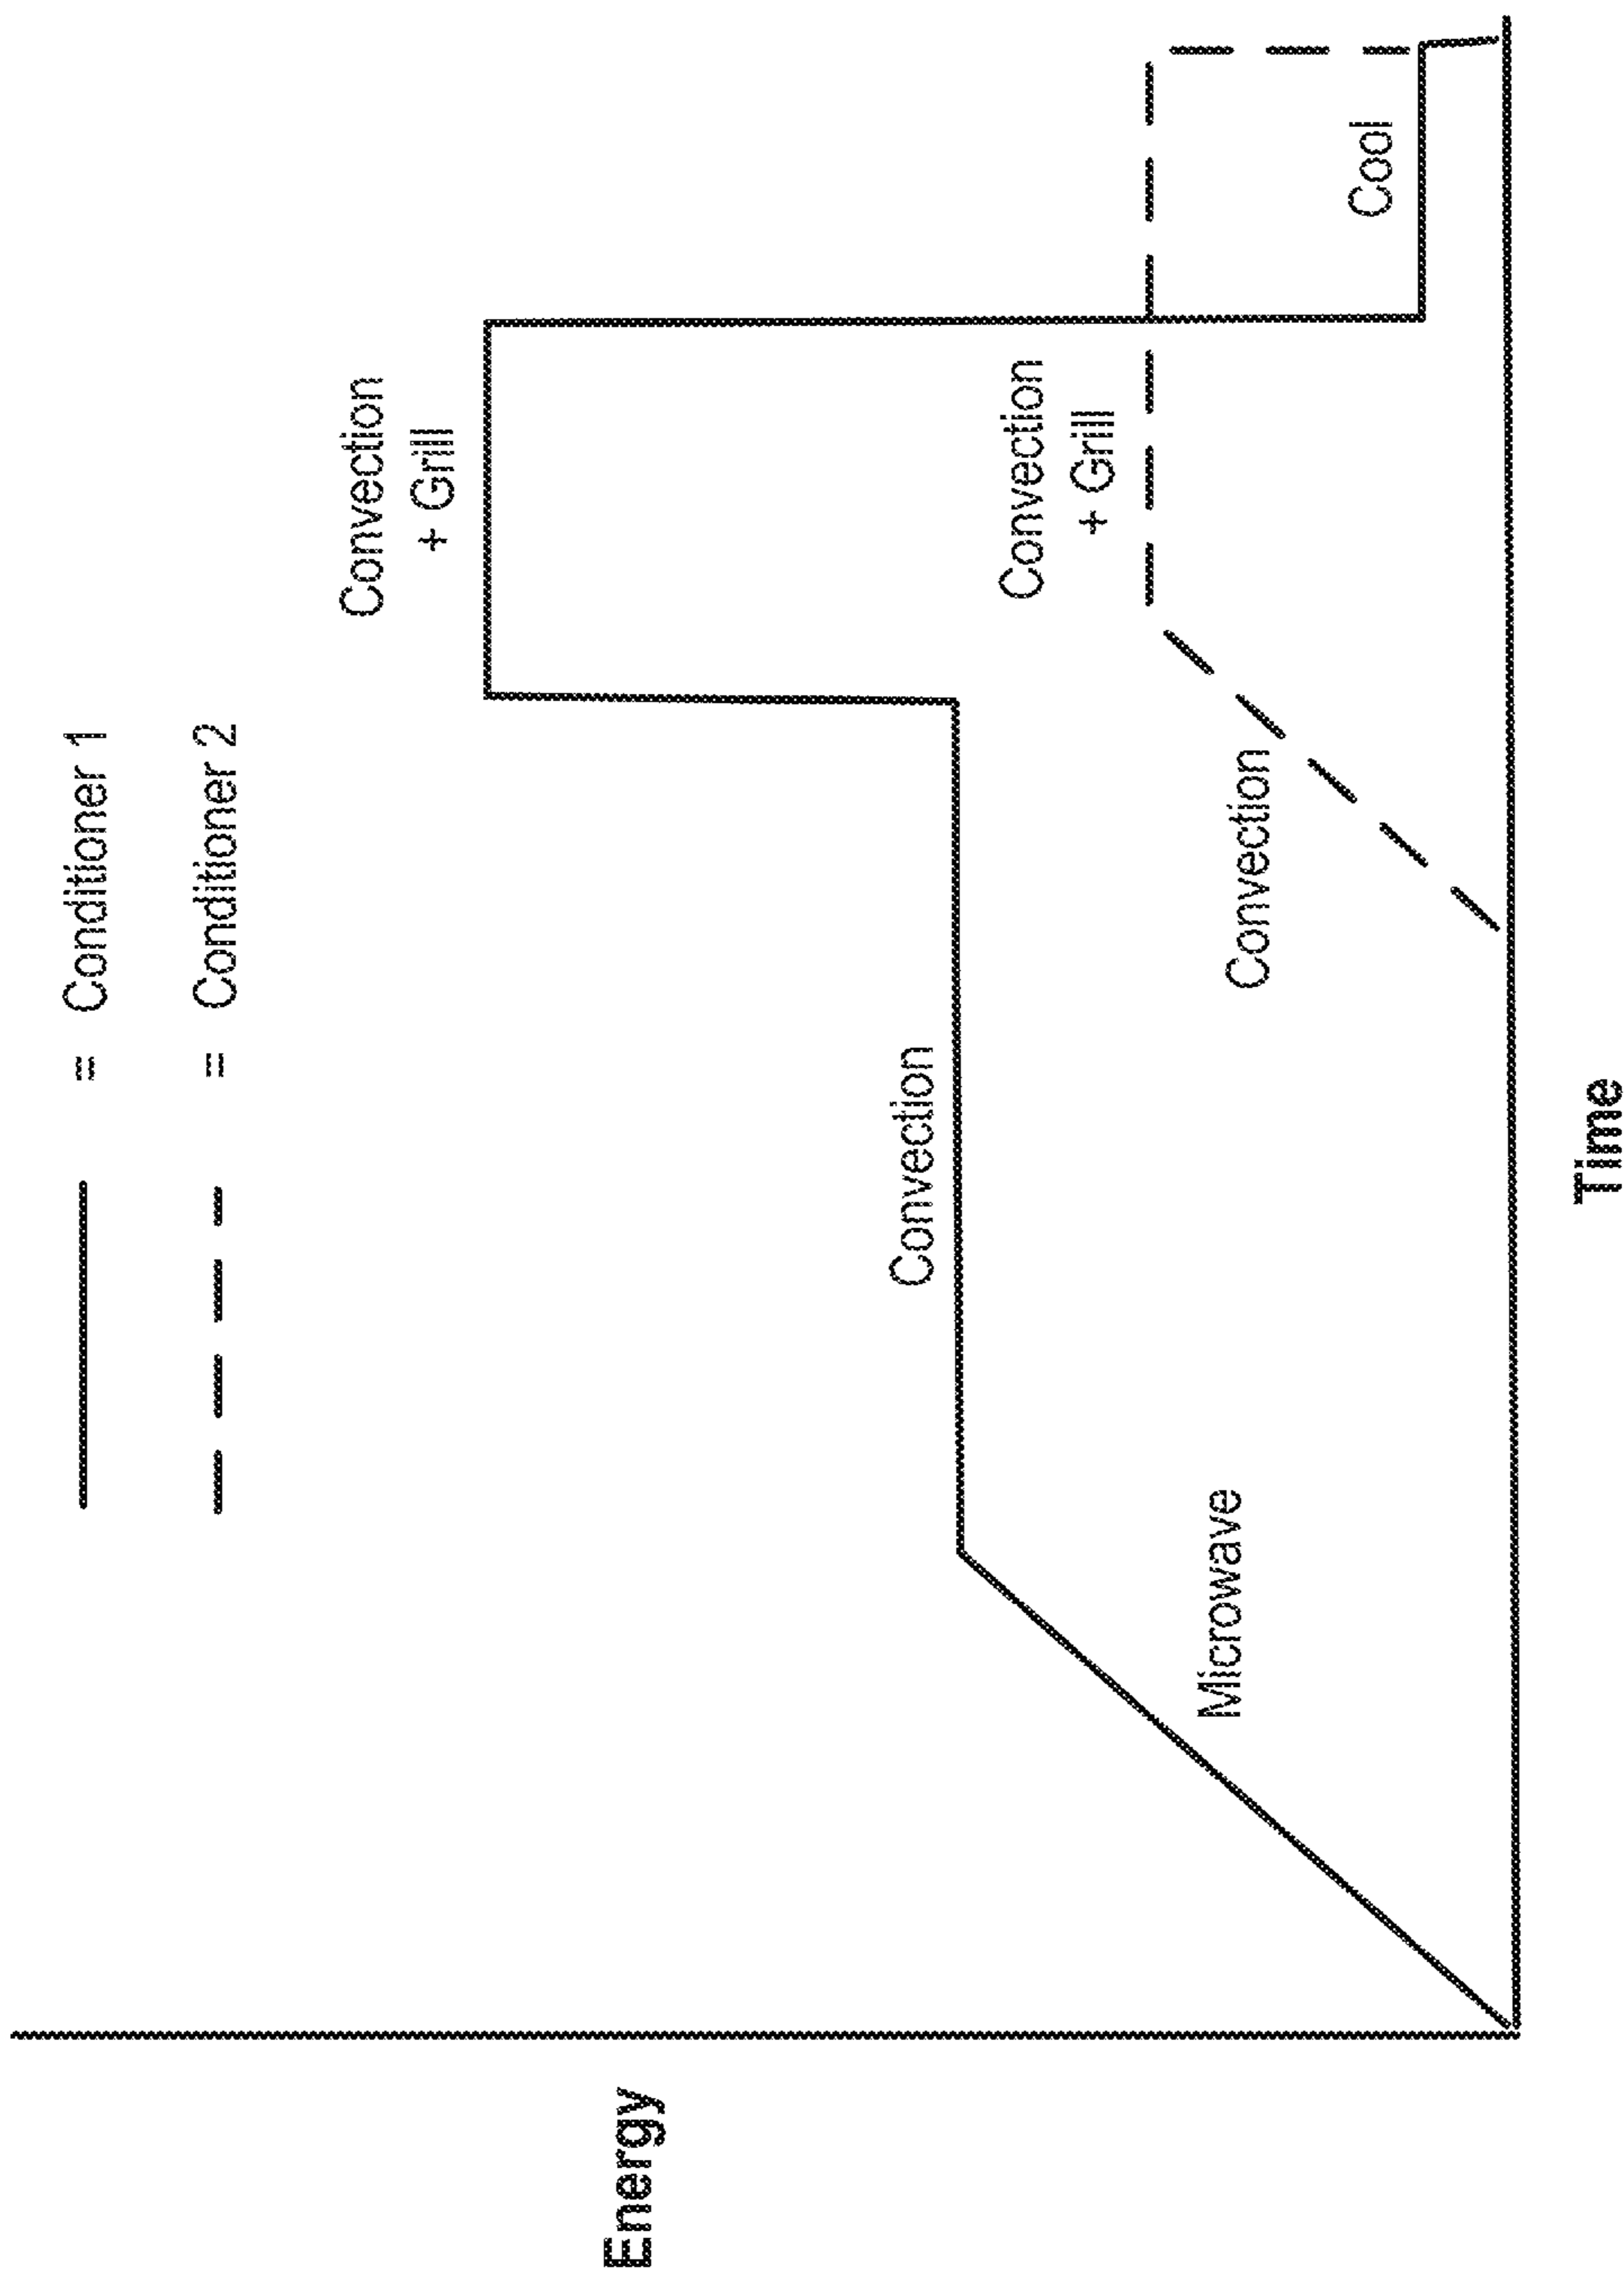 = Conditioner 1
= Conditioner 2
Convection
+ Grill
Convection
Convection
+ Grill
Convection
Microwave
Cool
Energy
Time